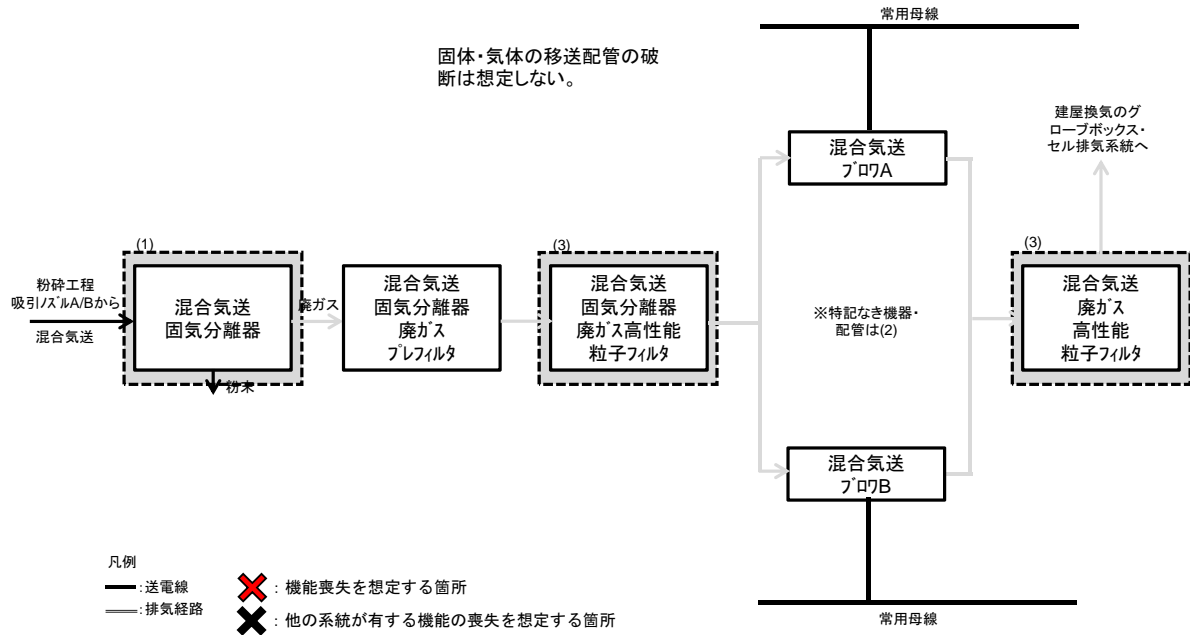 常用母線
固体・気体の移送配管の破
断は想定しない。
混合気送
ブロワA
建屋換気のグ
ローブボックス・
セル排気系統へ
(1)
粉砕工程
吸引ノズルA/Bから
混合気送
混合気送
固気分離器
粉末
廃ガス
混合気送
固気分離器
廃ガス
プレフィルタ
(3)
混合気送
固気分離器
廃ガス高性能
粒子フィルタ
※特記なき機器・
配管は(2)
(3)
混合気送
廃ガス
高性能
粒子フィルタ
混合気送
ブロワB
常用母線
凡例
:送電線
:排気経路
: 機能喪失を想定する箇所
: 他の系統が有する機能の喪失を想定する箇所